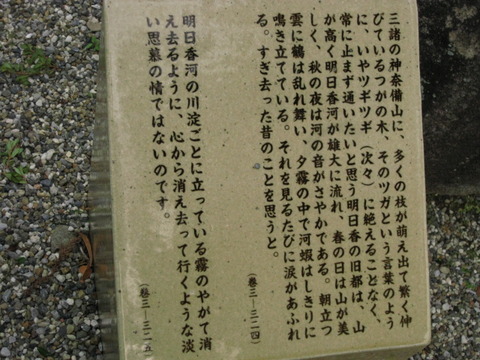 三諸の神奈備山に、多くの枝が萌え出て繁く伸
びているつがの木、そのツガという言葉のよう
に、いやツギツギ（次々）に絶えることなく、
常に止まず通いたいと思う明日香の旧都は、山
が高く明日香河が雄大に流れ、春の日は山が美
しく、秋の夜は河の音がさやかである。朝立つ
雲に鶴は乱れ舞い、夕霧の中で河蝦はしきりに
鳴き立てている。それを見るたびに涙があふれ
る。すぎ去った昔のことを思うと。
（巻三―三二四）
明日香河の川淀ごとに立っている霧のやがて消
え去るように、心から消え去って行くような淡
い思慕の情ではないのです。
（巻三―三二五）